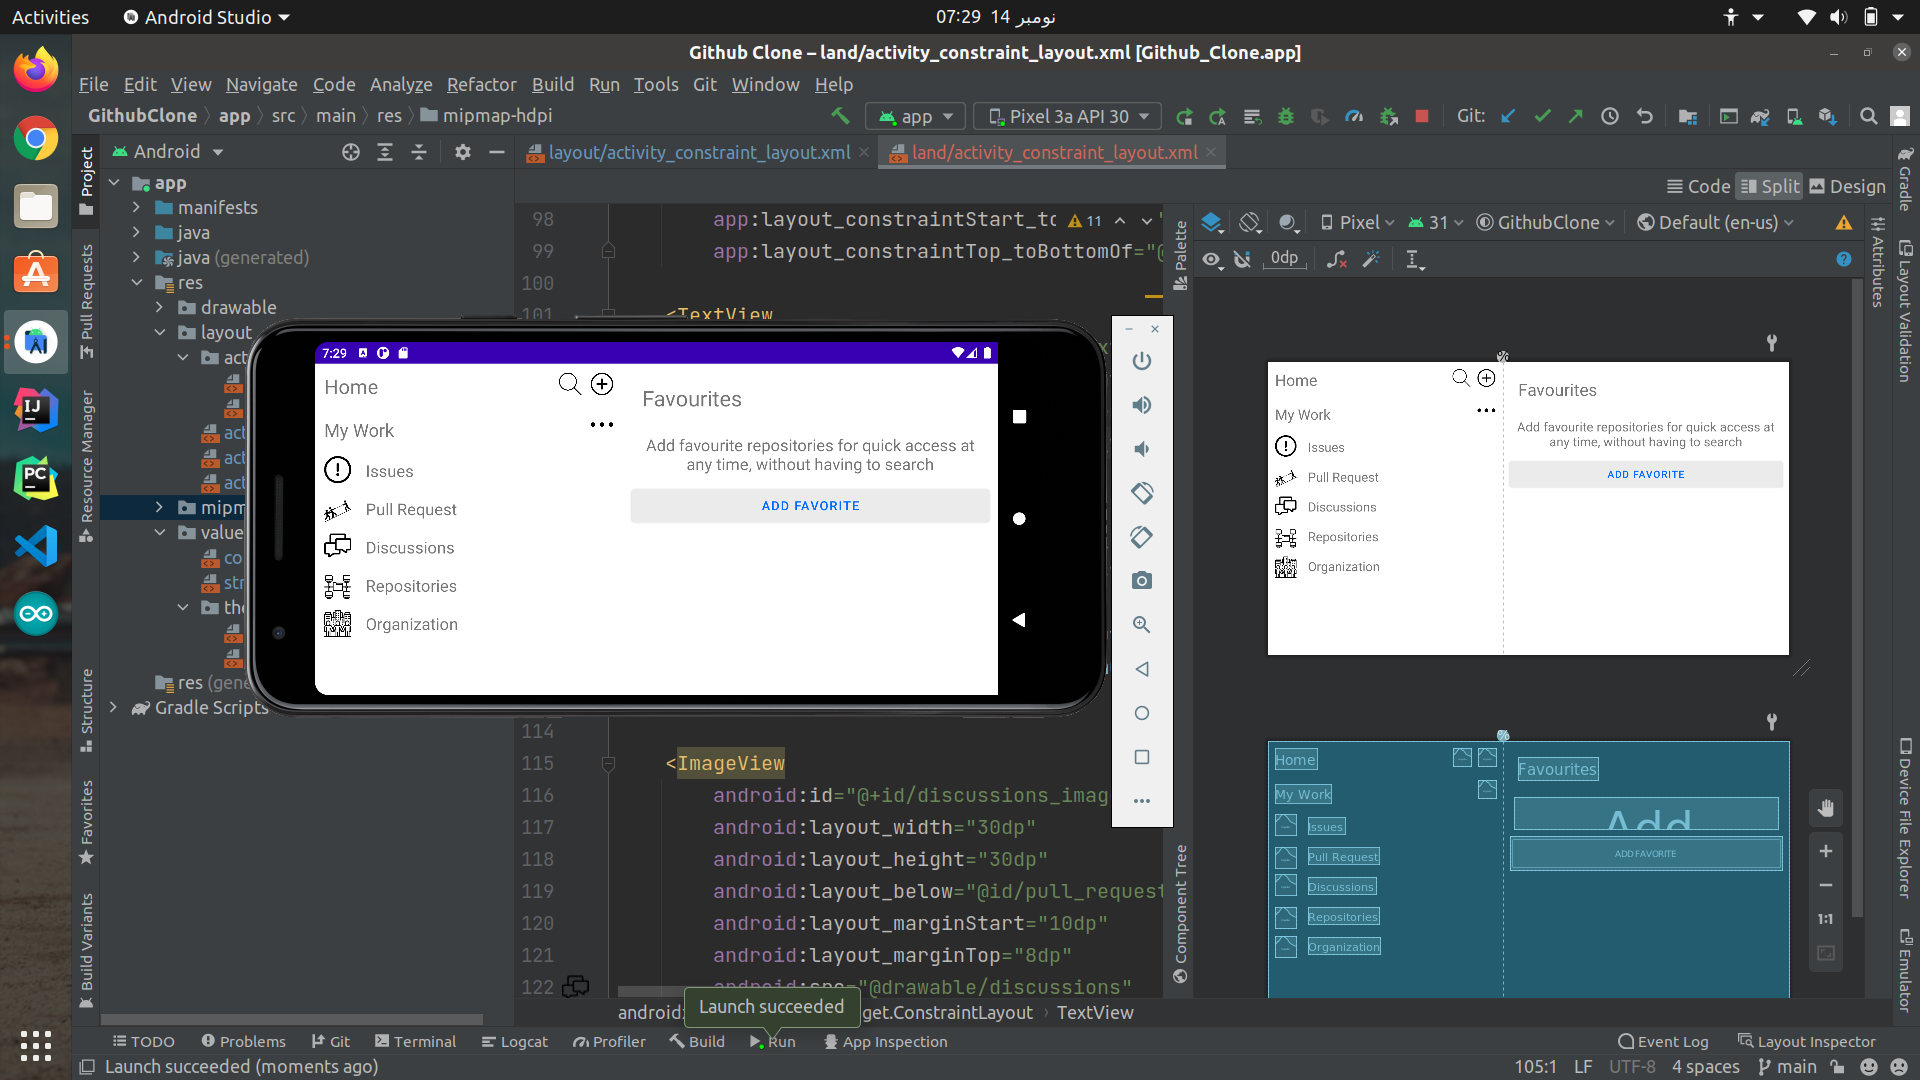 Activities
Android Studio
07:29 14 نومبر
Github Clone – land/activity_constraint_layout.xml [Github_Clone.app]
File Edit View Navigate Code Analyze Refactor Build Run Tools Git Window Help
GithubClone app src main res mipmap-hdpi
app
Pixel 3a API 30
Git:
Project
Android
layout/activity_constraint_layout.xml
land/activity_constraint_layout.xml
Code Split Design
app
manifests
java
java (generated)
res
drawable
layout
act
act
act
act
mipm
value
co
str
the
res (gene
Gradle Scripts
Pull Requests
Resource Manager
Structure
Favorites
Build Variants
98 app:layout_constraintStart_to
11
99 app:layout_constraintTop_toBottomOf="@
100
101 <TextView
114
115 <ImageView
116 android:id="@+id/discussions_imag
117 android:layout_width="30dp"
118 android:layout_height="30dp"
119 android:layout_below="@id/pull_request
120 android:layout_marginStart="10dp"
121 android:layout_marginTop="8dp"
122 android:src="@drawable/discussions"
7:29
Home
My Work
Issues
Pull Request
Discussions
Repositories
Organization
Favourites
Add favourite repositories for quick access at
any time, without having to search
ADD FAVORITE
Palette
Component Tree
Pixel 31 GithubClone Default (en-us)
0dp
Home
My Work
Issues
Pull Request
Discussions
Repositories
Organization
Favourites
Add favourite repositories for quick access at
any time, without having to search
ADD FAVORITE
Home
My Work
Issues
Pull Request
Discussions
Repositories
Organization
Favourites
Add
ADD FAVORITE
1:1
Gradle
Attributes
Layout Validation
Device File Explorer
Emulator
Launch succeeded
get.ConstraintLayout TextView
TODO Problems Git Terminal Logcat Profiler Build Run App Inspection
Event Log Layout Inspector
Launch succeeded (moments ago)
105:1 LF UTF-8 4 spaces main